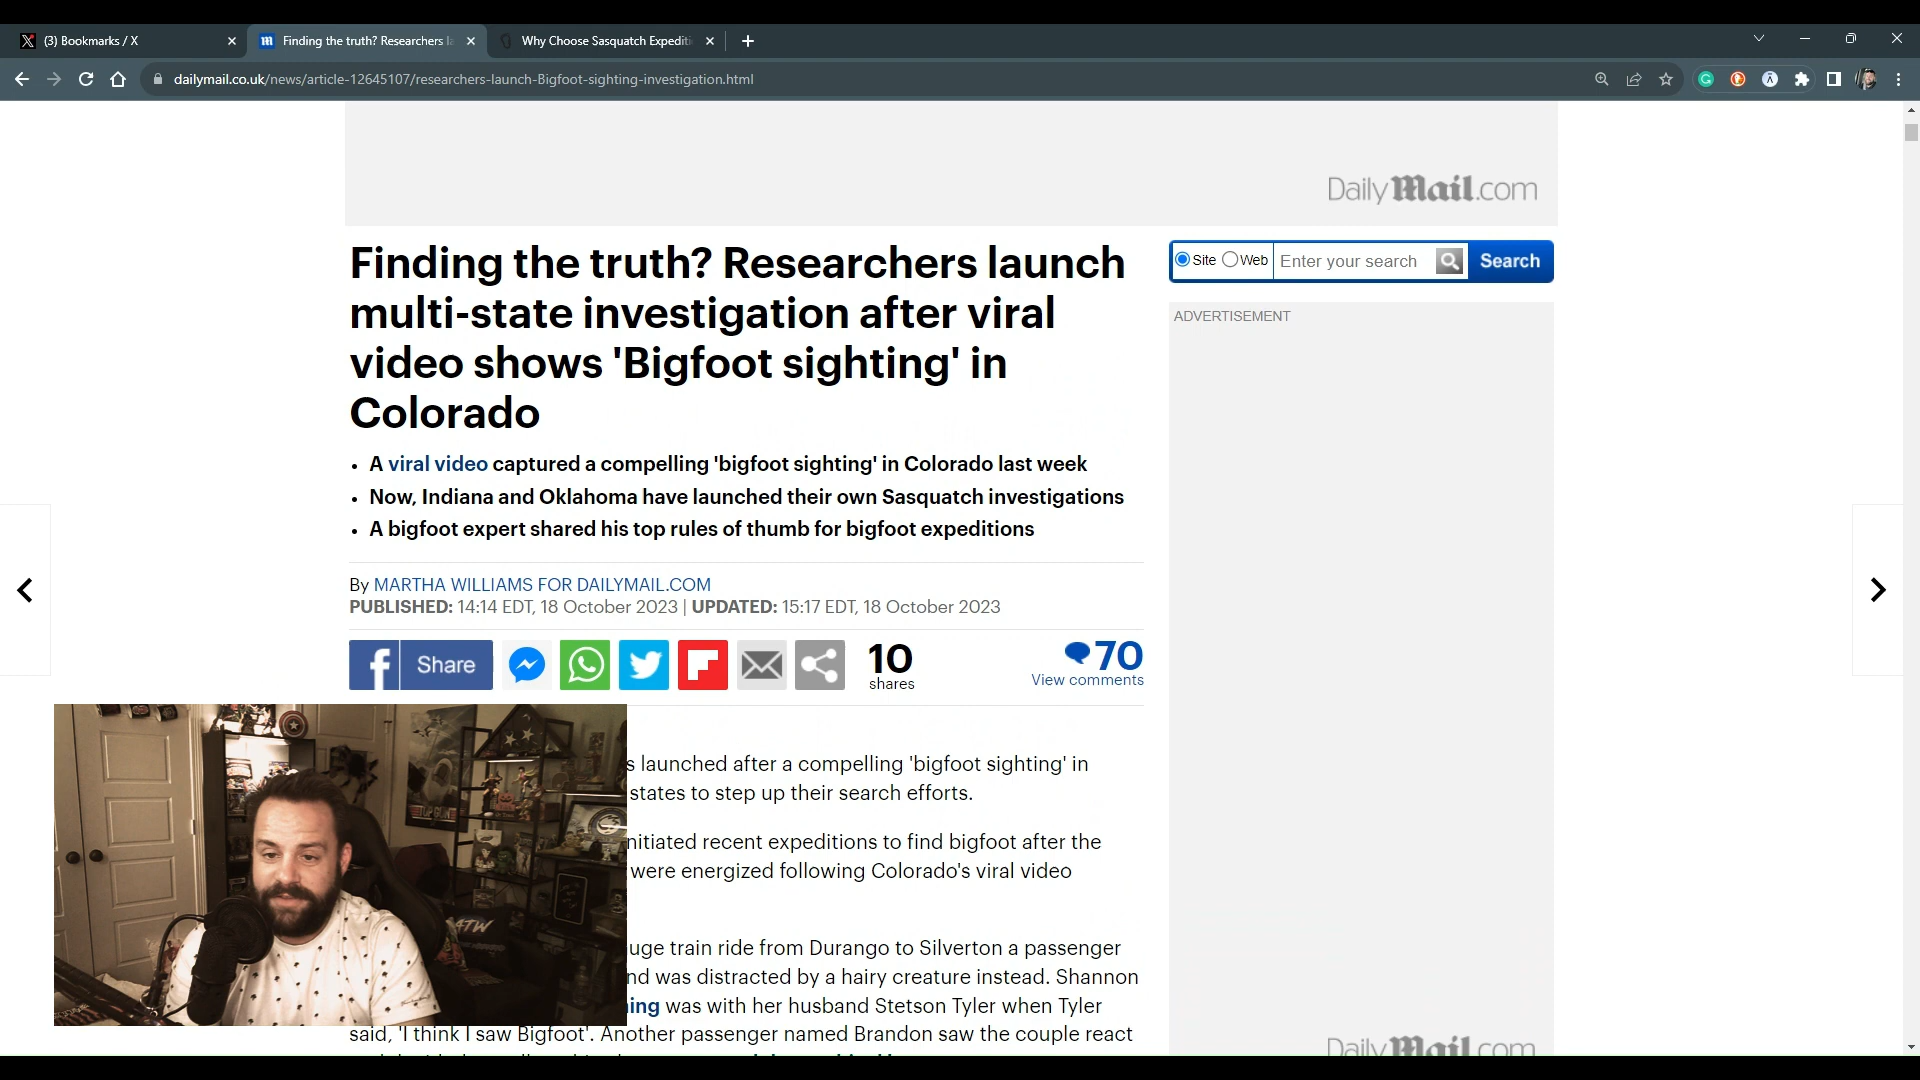 (3) Bookmarks / X
Finding the truth? Researchers la
Why Choose Sasquatch Expediti
dailymail.co.uk/news/article-12645107/researchers-launch-Bigfoot-sighting-investigation.html
Daily Mail.com
Finding the truth? Researchers launch
multi-state investigation after viral
video shows 'Bigfoot sighting' in
Colorado
Site Web Enter your search Search
ADVERTISEMENT
• A viral video captured a compelling 'bigfoot sighting' in Colorado last week
• Now, Indiana and Oklahoma have launched their own Sasquatch investigations
• A bigfoot expert shared his top rules of thumb for bigfoot expeditions
By MARTHA WILLIAMS FOR DAILYMAIL.COM
PUBLISHED: 14:14 EDT, 18 October 2023 | UPDATED: 15:17 EDT, 18 October 2023
Share
10
shares
70
View comments
s launched after a compelling 'bigfoot sighting' in
states to step up their search efforts.
nitiated recent expeditions to find bigfoot after the
were energized following Colorado's viral video
uge train ride from Durango to Silverton a passenger
nd was distracted by a hairy creature instead. Shannon
ing was with her husband Stetson Tyler when Tyler
said, 'I think I saw Bigfoot'. Another passenger named Brandon saw the couple react
TOP GUN
ATW
Daily Mail.com